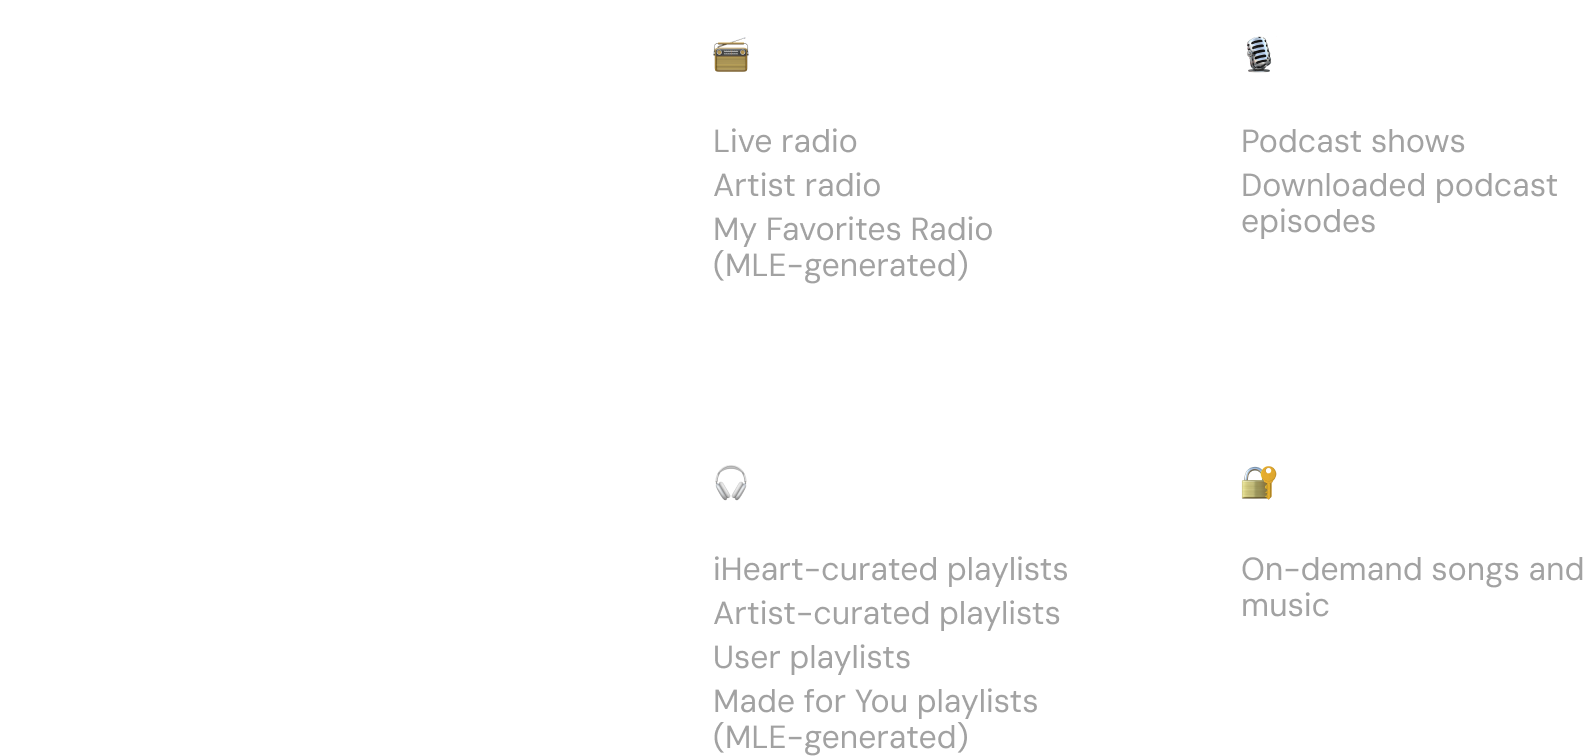 Live radio
Artist radio
My Favorites Radio
(MLE-generated)
Podcast shows
Downloaded podcast
episodes
iHeart-curated playlists
Artist-curated playlists
User playlists
Made for You playlists
(MLE-generated)
On-demand songs and
music